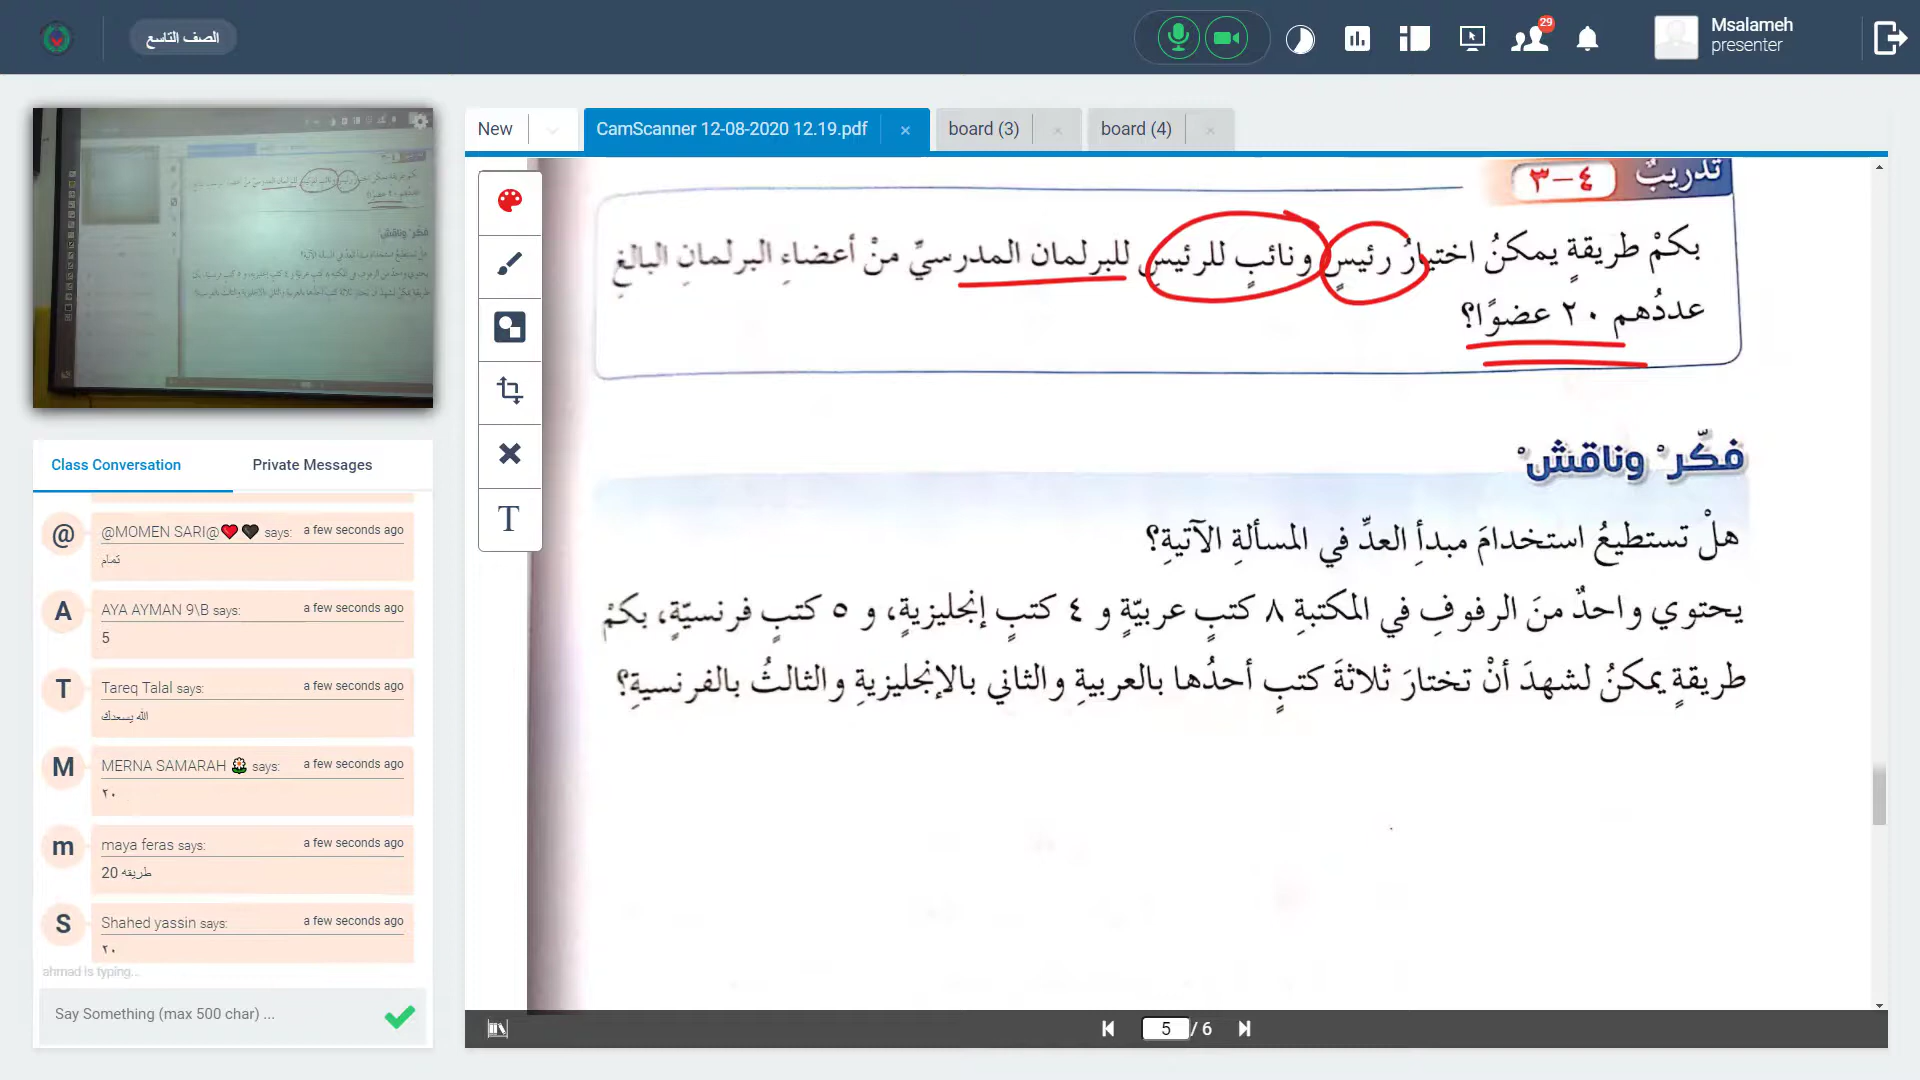 الصف التاسع
29
Msalameh
presenter
New
CamScanner 12-08-2020 12.19.pdf
board (3)
board (4)
تدريبٌ ٤-٣
بكمْ طريقةٍ يمكنُ اختيارُ رئيسٍ ونائبٍ للرئيسِ للبرلمان المدرسيِّ منْ أعضاءِ البرلمانِ البالغِ
عددُهم ٢٠ عضوًا؟
فكّرْ وناقشْ
هلْ تستطيعُ استخدامَ مبدأِ العدِّ في المسألةِ الآتيةِ؟
يحتوي واحدٌ منَ الرفوفِ في المكتبةِ ٨ كتبٍ عربيّةٍ و ٤ كتبٍ إنجليزيةٍ، و ٥ كتبٍ فرنسيّةٍ، بكمْ
طريقةٍ يمكنُ لشهدَ أنْ تختارَ ثلاثةَ كتبٍ أحدُها بالعربيةِ والثاني بالإنجليزيةِ والثالثُ بالفرنسيةِ؟
Class Conversation
Private Messages
@
@MOMEN SARI@❤️🖤 says: a few seconds ago
تمام
A
AYA AYMAN 9\B says: a few seconds ago
5
T
Tareq Talal says: a few seconds ago
الله يسعدك
M
MERNA SAMARAH says: a few seconds ago
٢٠
m
maya feras says: a few seconds ago
20 طريقه
S
Shahed yassin says: a few seconds ago
٢٠
ahmad is typing...
Say Something (max 500 char) ...
5 / 6